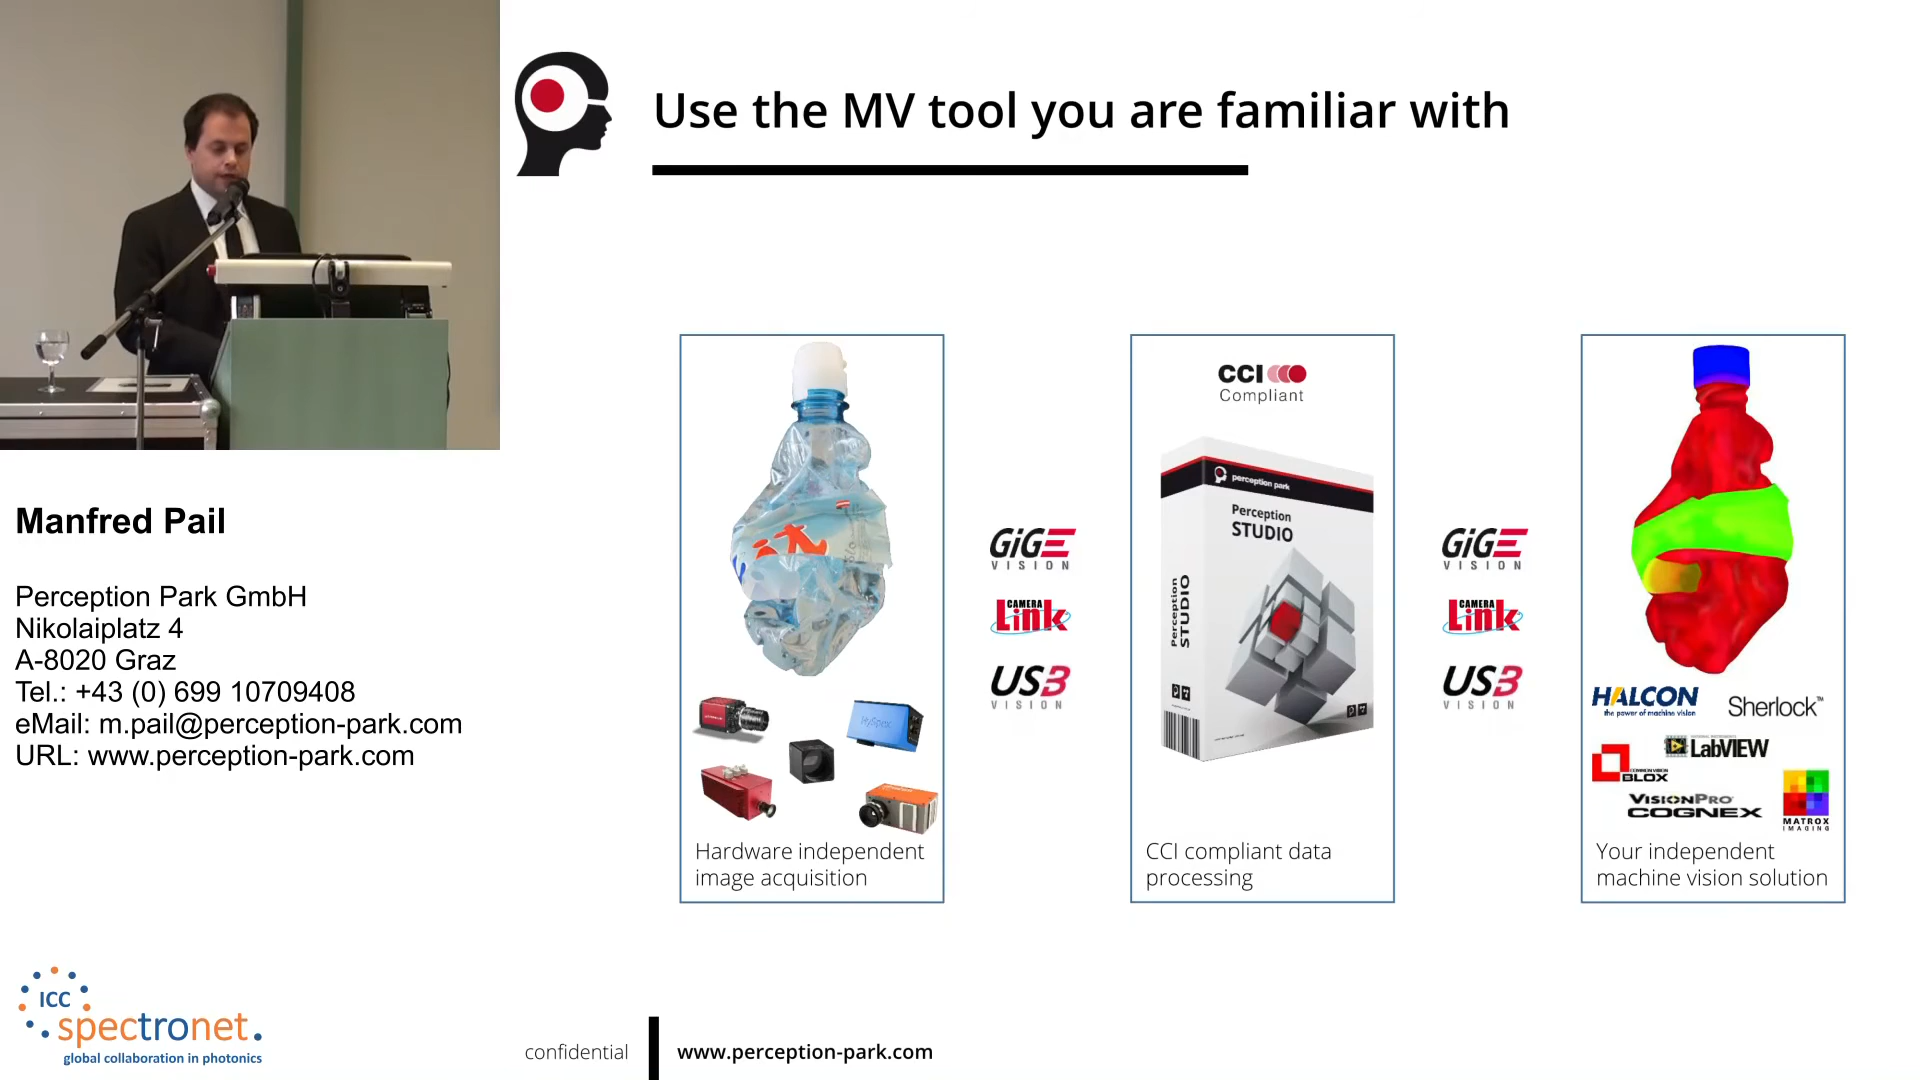 Use the MV tool you are familiar with
Manfred Pail
Perception Park GmbH
Nikolaiplatz 4
A-8020 Graz
Tel.: +43 (0) 699 10709408
eMail: m.pail@perception-park.com
URL: www.perception-park.com
HySpex
Hardware independent
image acquisition
GiGE
VISION
CAMERA
Link
USB
VISION
CCI
Compliant
perception park
Perception
STUDIO
Perception
STUDIO
CCI compliant data
processing
GiGE
VISION
CAMERA
Link
USB
VISION
HALCON
the power of machine vision
Sherlock™
LabVIEW
COMMON VISION
BLOX
VISIONPRO
COGNEX
MATROX
IMAGING
Your independent
machine vision solution
ICC
spectronet.
global collaboration in photonics
confidential
www.perception-park.com